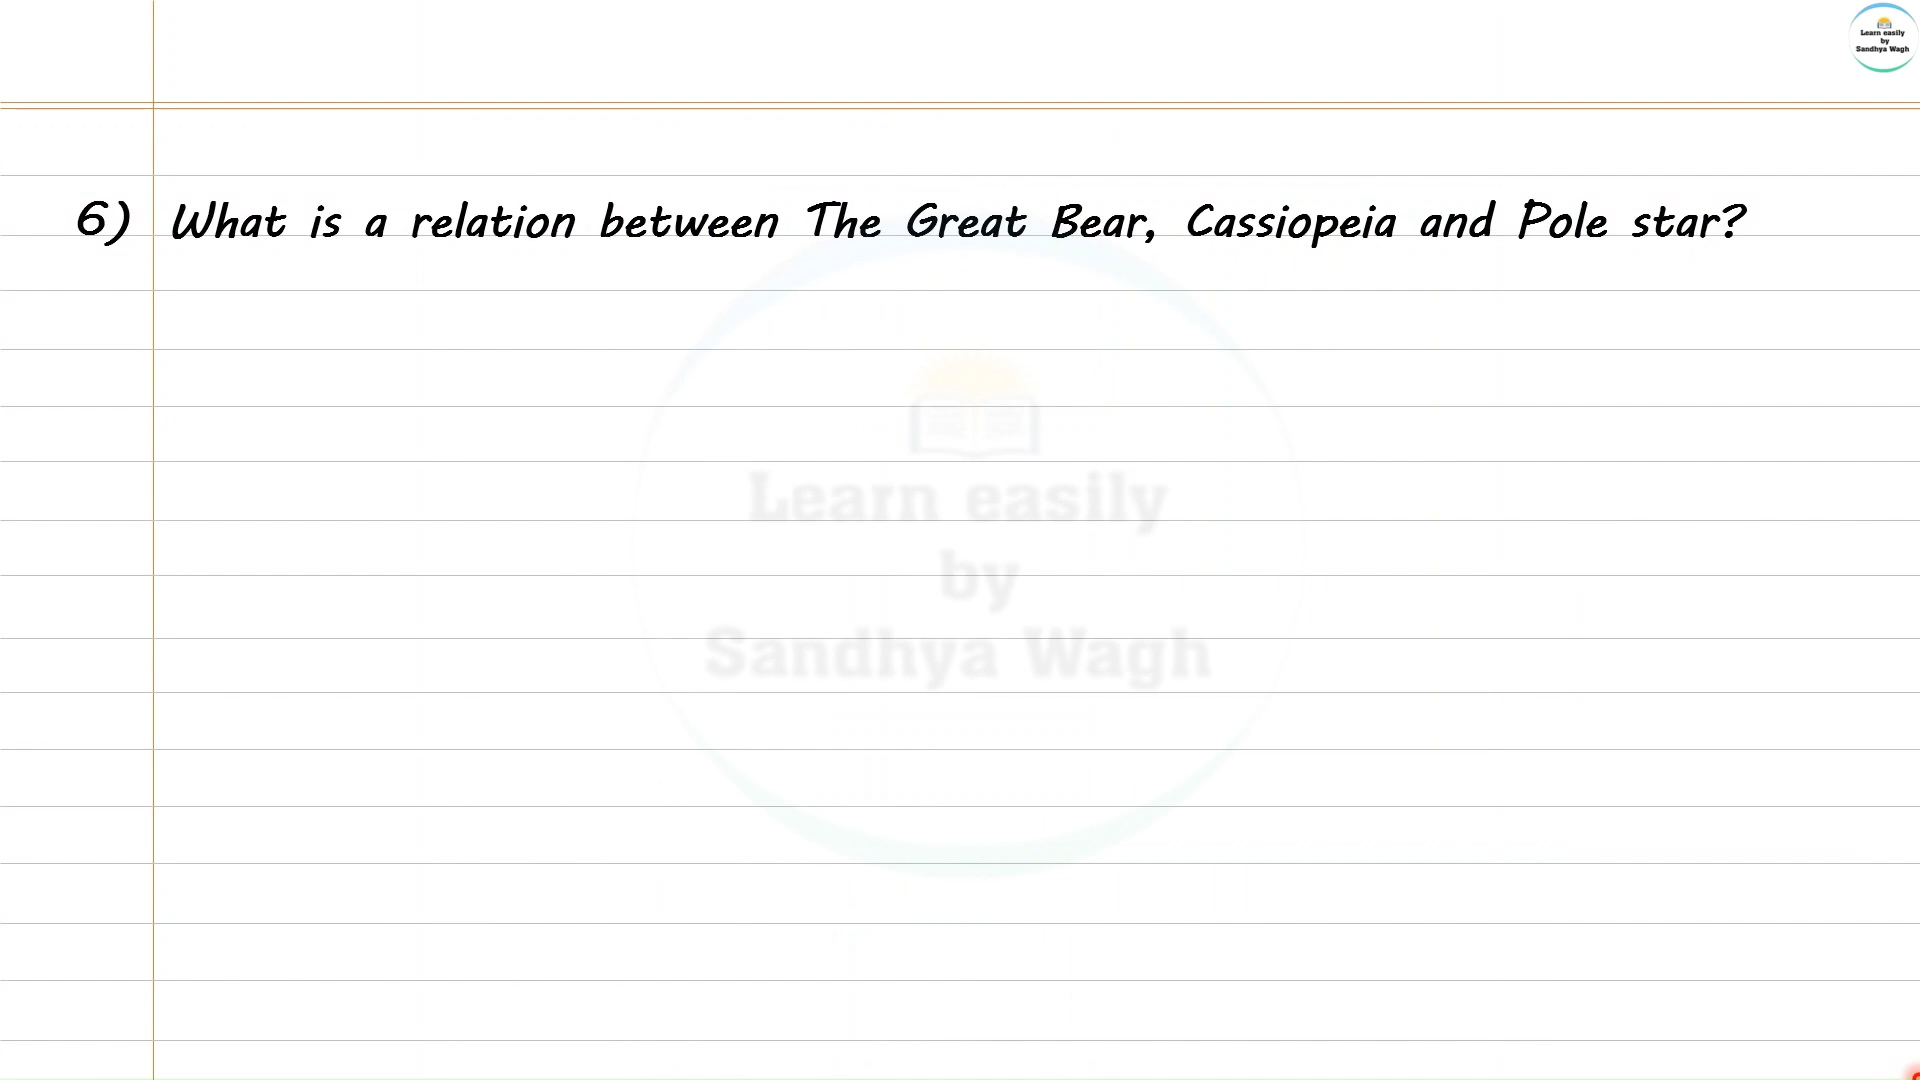 Learn easily
by
Sandhya Wagh
6) What is a relation between The Great Bear, Cassiopeia and Pole star?
Learn easily
by
Sandhya Wagh